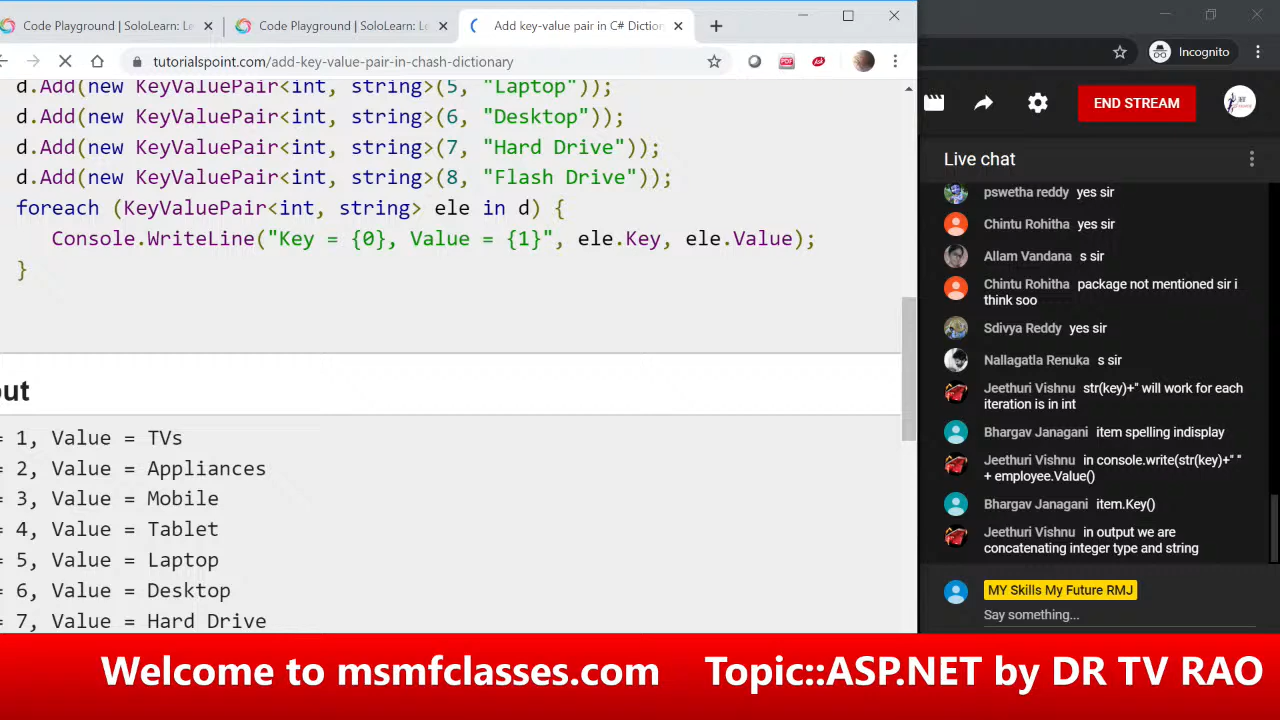 Code Playground | SoloLearn: Le
Code Playground | SoloLearn: Le
Add key-value pair in C# Diction
tutorialspoint.com/add-key-value-pair-in-chash-dictionary
Incognito
d.Add(new KeyValuePair<int, string>(5, "Laptop"));
d.Add(new KeyValuePair<int, string>(6, "Desktop"));
d.Add(new KeyValuePair<int, string>(7, "Hard Drive"));
d.Add(new KeyValuePair<int, string>(8, "Flash Drive"));
foreach (KeyValuePair<int, string> ele in d) {
Console.WriteLine("Key = {0}, Value = {1}", ele.Key, ele.Value);
}
out
= 1, Value = TVs
= 2, Value = Appliances
= 3, Value = Mobile
= 4, Value = Tablet
= 5, Value = Laptop
= 6, Value = Desktop
= 7, Value = Hard Drive
END STREAM
Live chat
pswetha reddy yes sir
Chintu Rohitha yes sir
Allam Vandana s sir
Chintu Rohitha package not mentioned sir i
think soo
Sdivya Reddy yes sir
Nallagatla Renuka s sir
Jeethuri Vishnu str(key)+" will work for each
iteration is in int
Bhargav Janagani item spelling indisplay
Jeethuri Vishnu in console.write(str(key)+" "
+ employee.Value()
Bhargav Janagani item.Key()
Jeethuri Vishnu in output we are
concatenating integer type and string
MY Skills My Future RMJ
Say something...
Welcome to msmfclasses.com Topic::ASP.NET by DR TV RAO